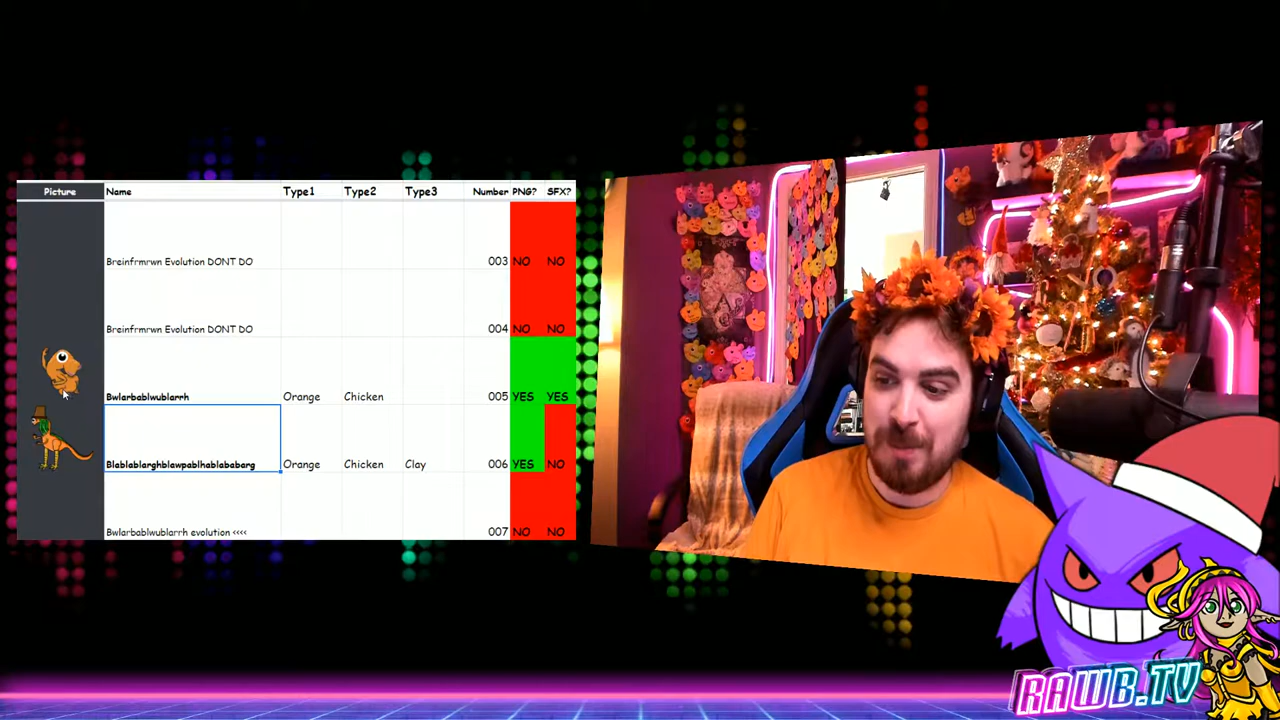 Picture Name Type1 Type2 Type3 Number PNG? SFX?
Breinfrmrwn Evolution DONT DO 003 NO NO
Breinfrmrwn Evolution DONT DO 004 NO NO
Bwlarbablwublarrh Orange Chicken 005 YES YES
Blablablarghblawpablhablababarg Orange Chicken Clay 006 YES NO
Bwlarbablwublarrh evolution <<<< 007 NO NO
RAWB.TV